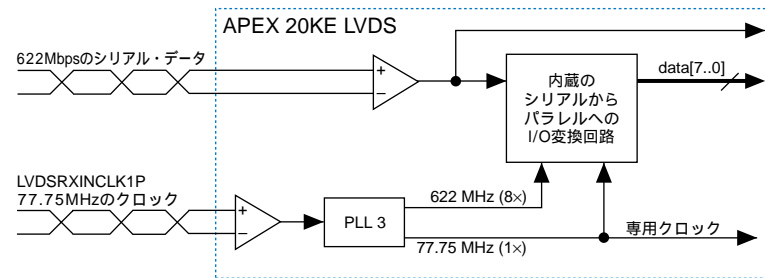 APEX 20KE LVDS
622Mbpsのシリアル・データ
+
−
内蔵の
シリアルから
パラレルへの
I/O変換回路
data[7..0]
LVDSRXINCLK1P
77.75MHzのクロック
+
−
PLL 3
622 MHz (8×)
77.75 MHz (1×)
専用クロック